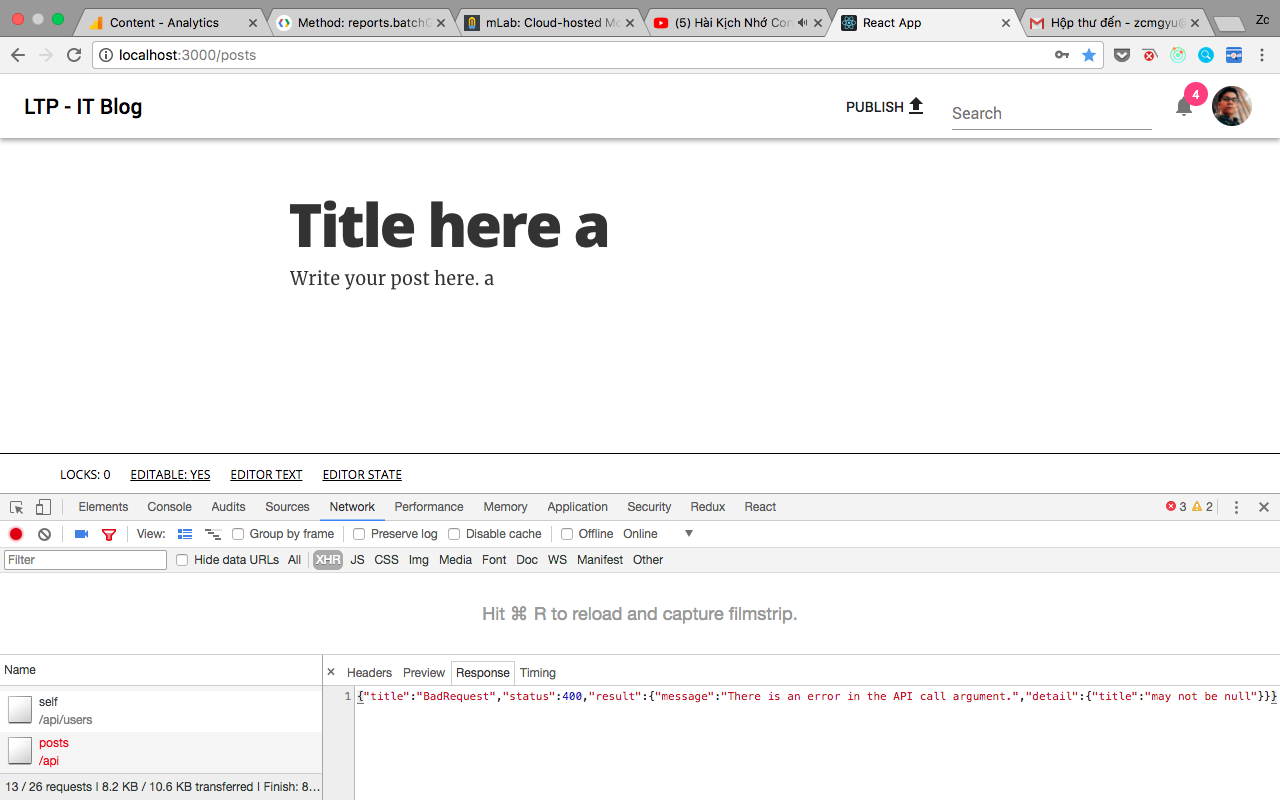 Content - Analytics
Method: reports.batchG
mLab: Cloud-hosted Mo
(5) Hài Kịch Nhớ Con
React App
Hộp thư đến - zcmgyu@
Zc
localhost:3000/posts
LTP - IT Blog
PUBLISH
Search
4
Title here a
Write your post here. a
LOCKS: 0 EDITABLE: YES EDITOR TEXT EDITOR STATE
Elements Console Audits Sources Network Performance Memory Application Security Redux React 3 2
View: Group by frame Preserve log Disable cache Offline Online
Filter Hide data URLs All XHR JS CSS Img Media Font Doc WS Manifest Other
Hit ⌘ R to reload and capture filmstrip.
Name
self
/api/users
posts
/api
13 / 26 requests | 8.2 KB / 10.6 KB transferred | Finish: 8...
× Headers Preview Response Timing
1 {"title":"BadRequest","status":400,"result":{"message":"There is an error in the API call argument.","detail":{"title":"may not be null"}}}